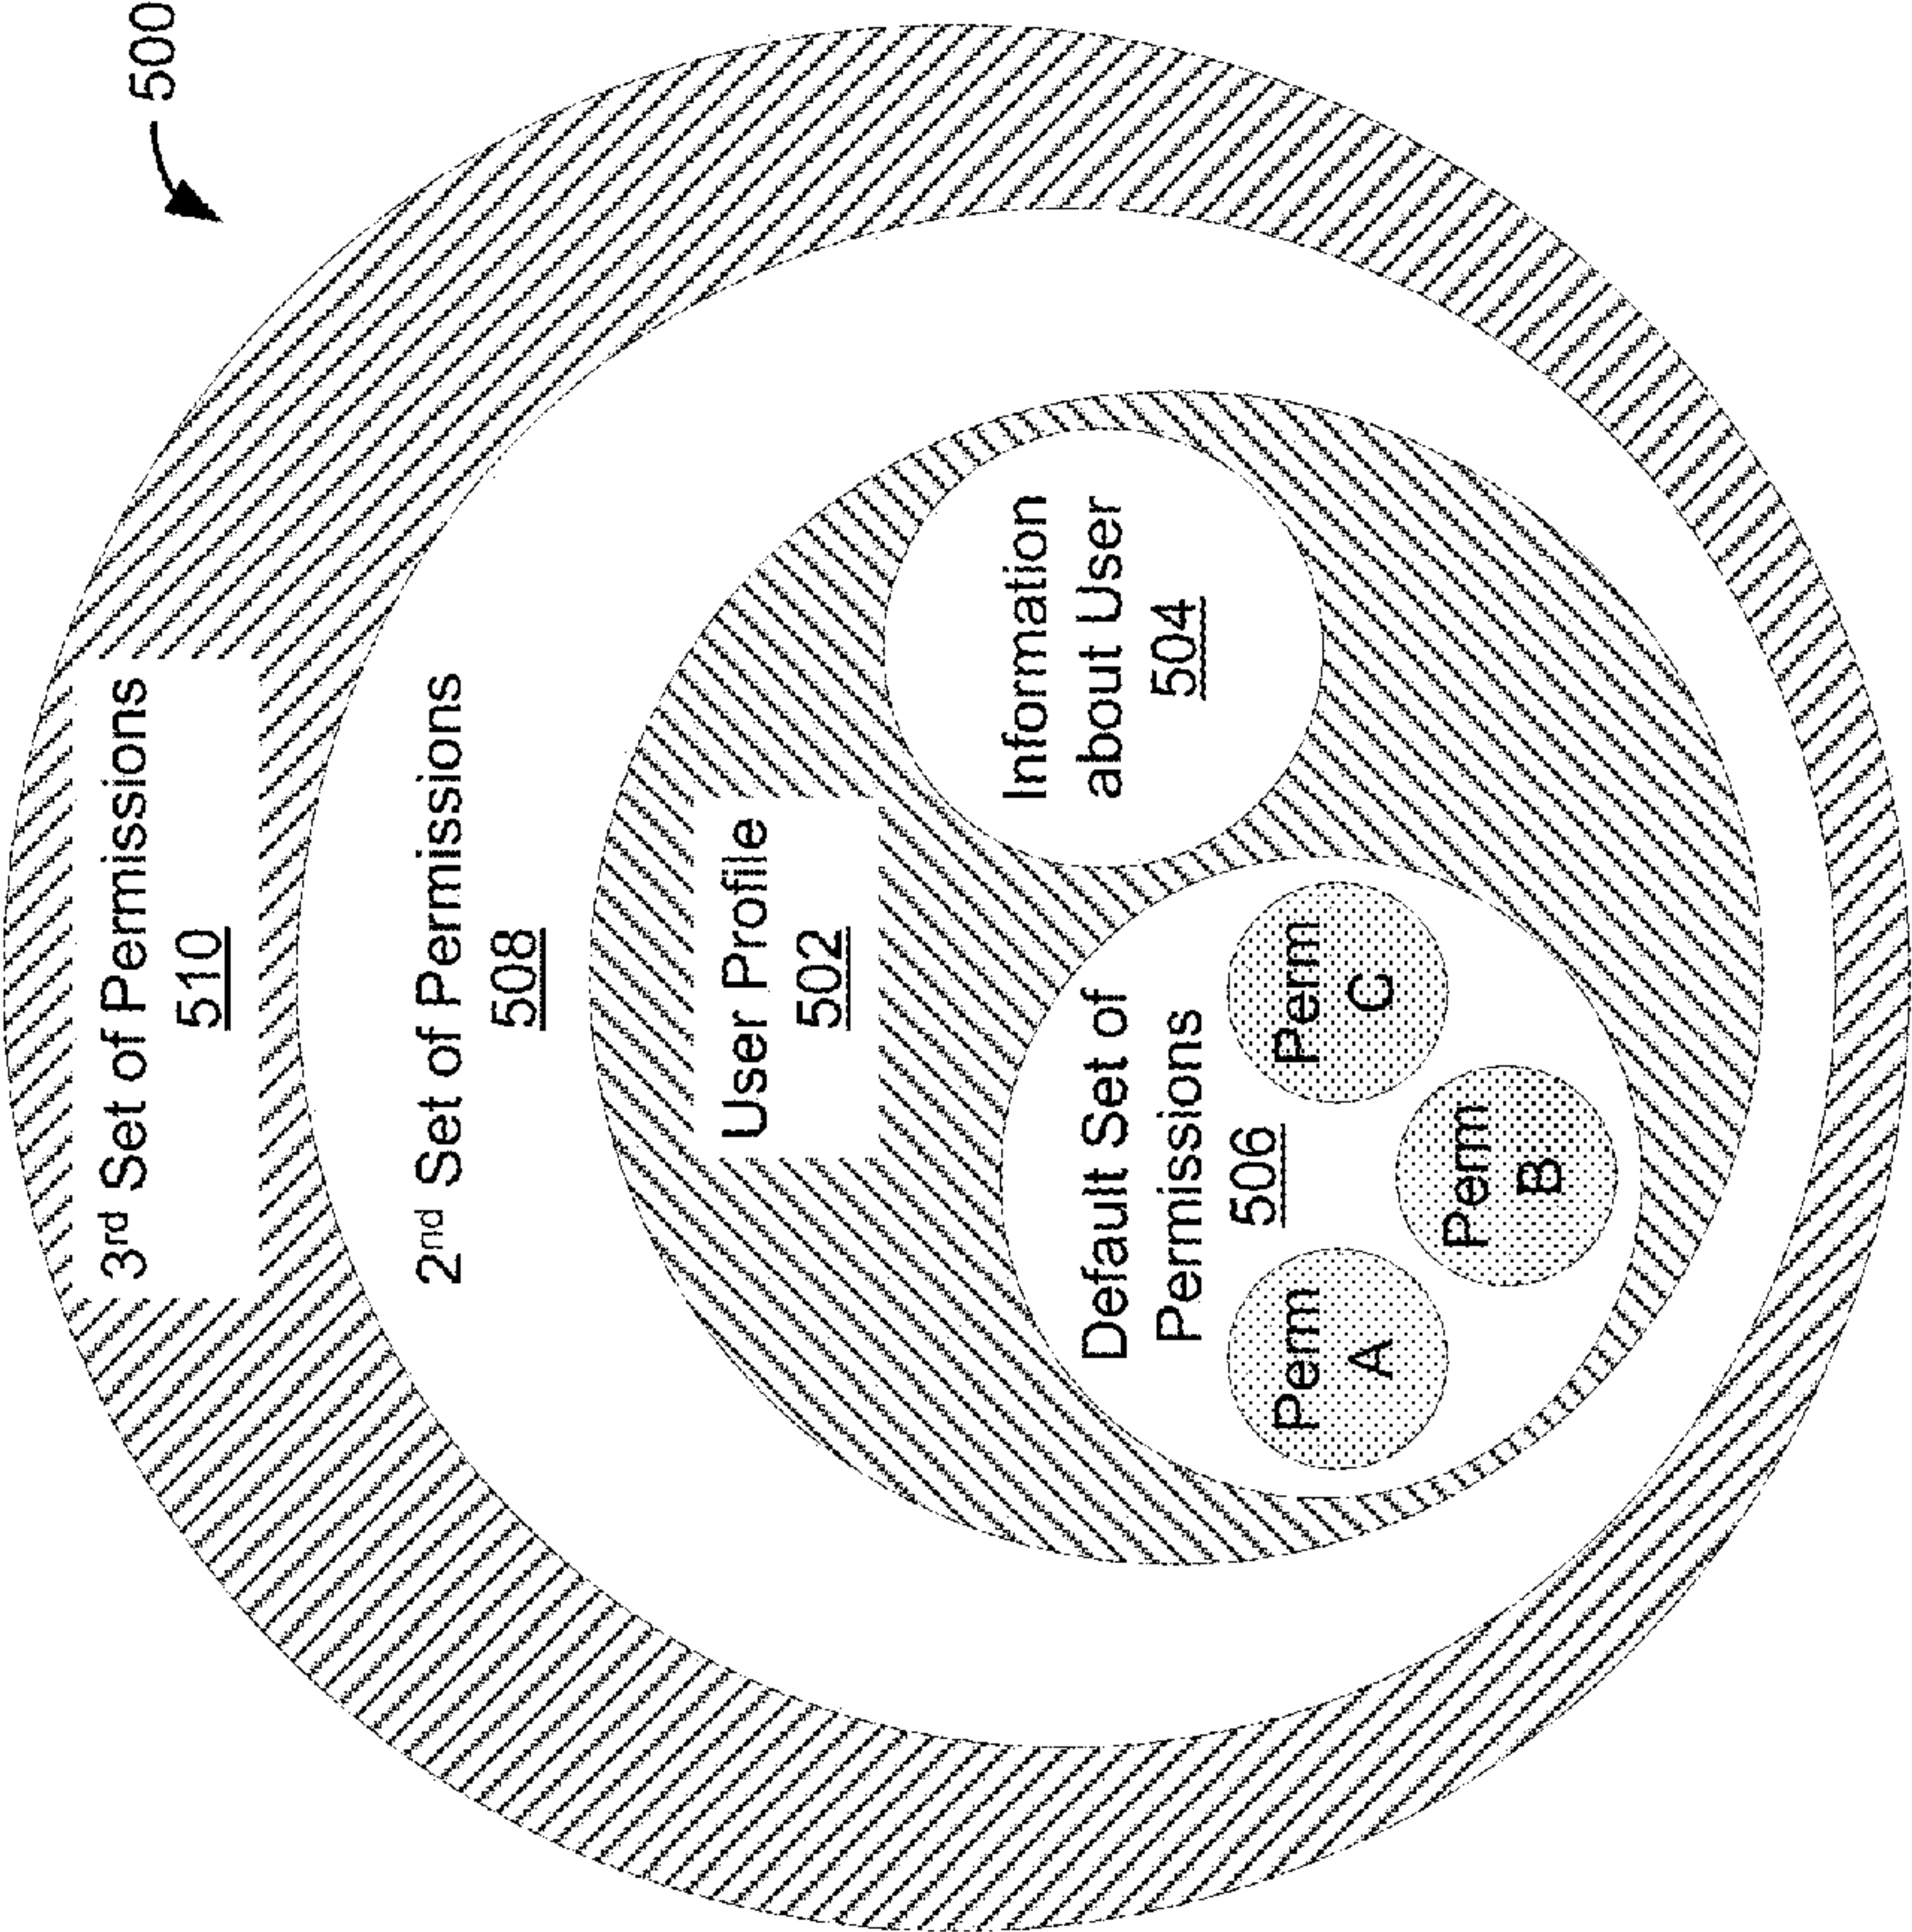 500
3rd Set of Permissions
510
2nd Set of Permissions
508
User Profile
502
Information
about User
504
Default Set of
Permissions
506
Perm
A
Perm
B
Perm
C